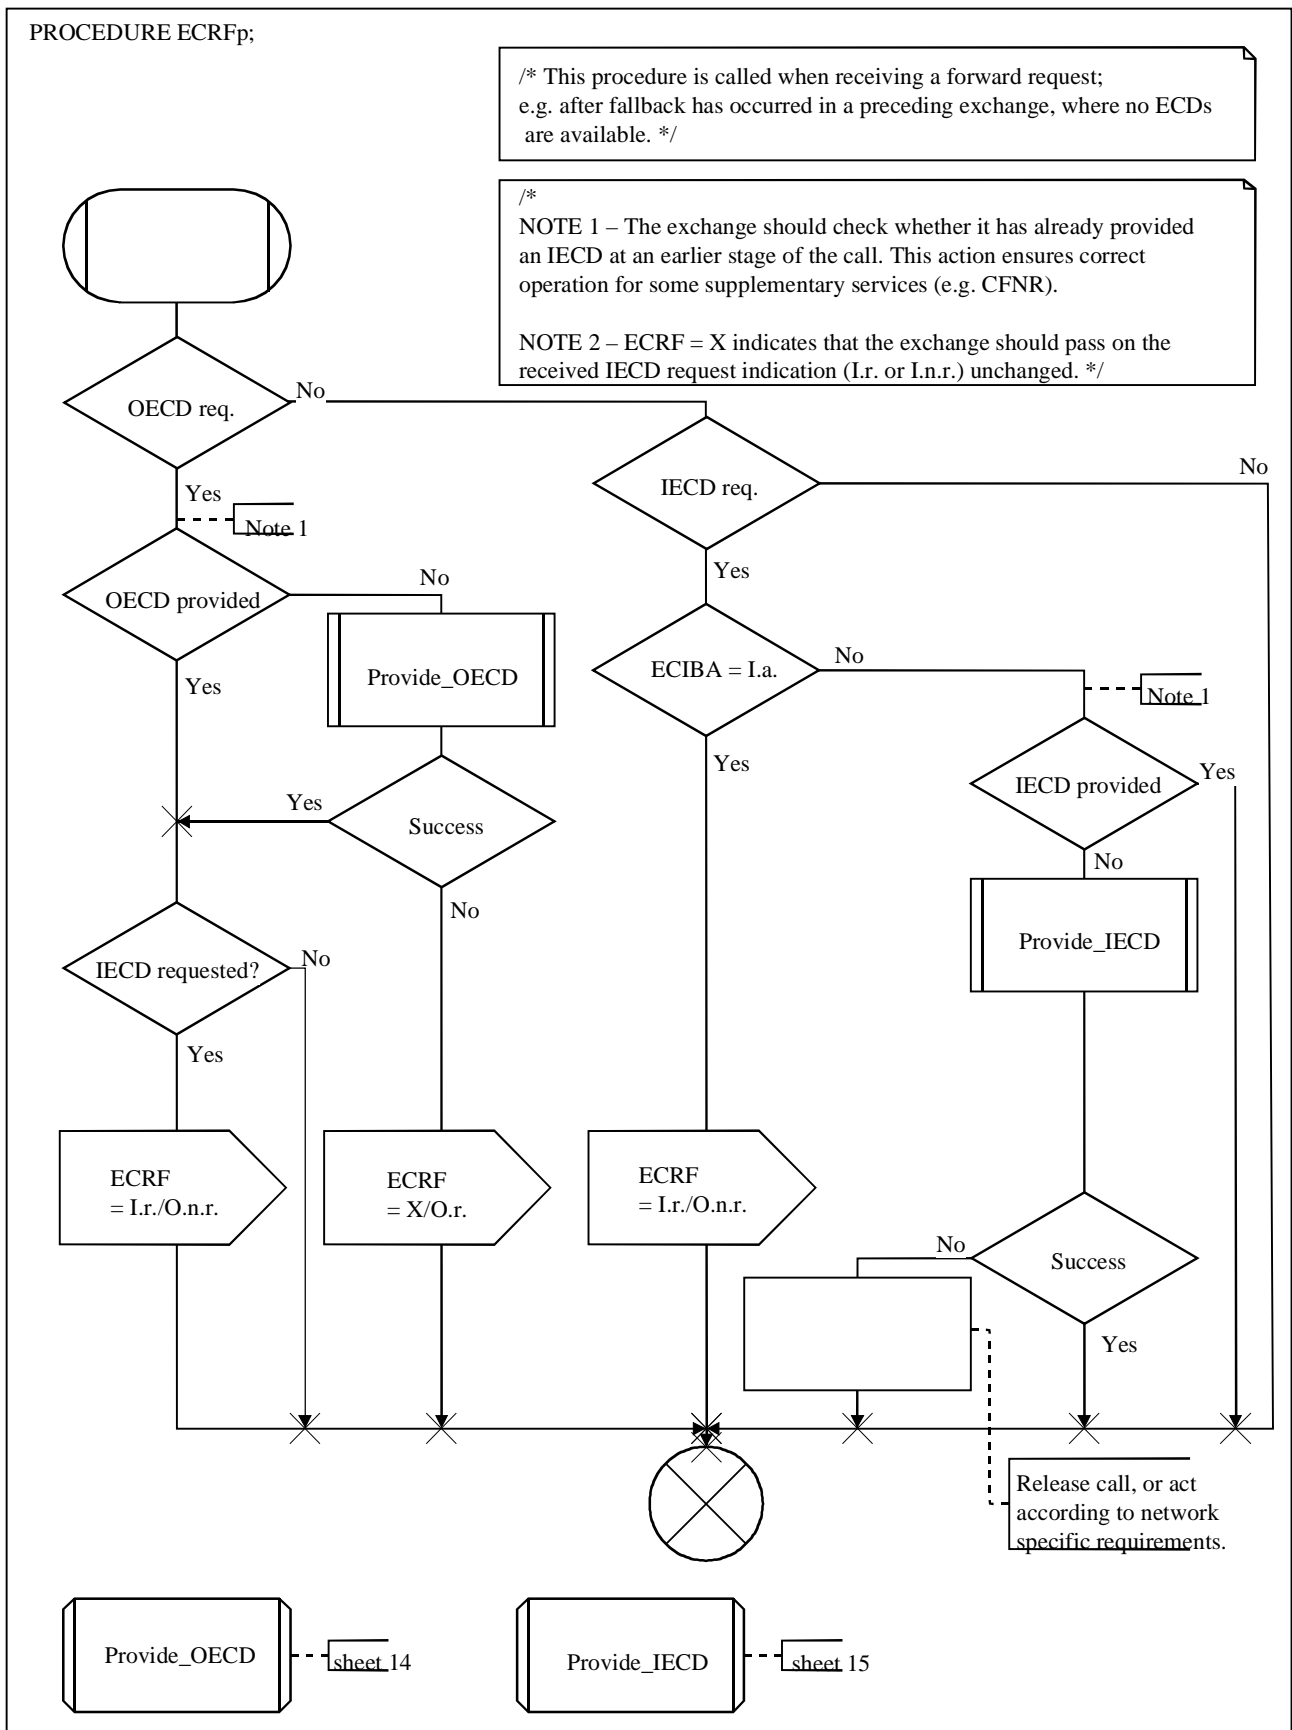 PROCEDURE ECRFp;
/* This procedure is called when receiving a forward request;
e.g. after fallback has occurred in a preceding exchange, where no ECDs
are available. */
/*
NOTE 1 – The exchange should check whether it has already provided
an IECD at an earlier stage of the call. This action ensures correct
operation for some supplementary services (e.g. CFNR).
NOTE 2 – ECRF = X indicates that the exchange should pass on the
received IECD request indication (I.r. or I.n.r.) unchanged. */
OECD req.
No
Yes
Note 1
IECD req.
No
Yes
OECD provided
No
Yes
Provide_OECD
ECIBA = I.a.
No
Yes
Note 1
IECD provided
Yes
No
Success
Yes
No
Provide_IECD
IECD requested?
No
Yes
ECRF
= I.r./O.n.r.
ECRF
= X/O.r.
ECRF
= I.r./O.n.r.
Success
No
Yes
Release call, or act
according to network
specific requirements.
Provide_OECD
sheet 14
Provide_IECD
sheet 15